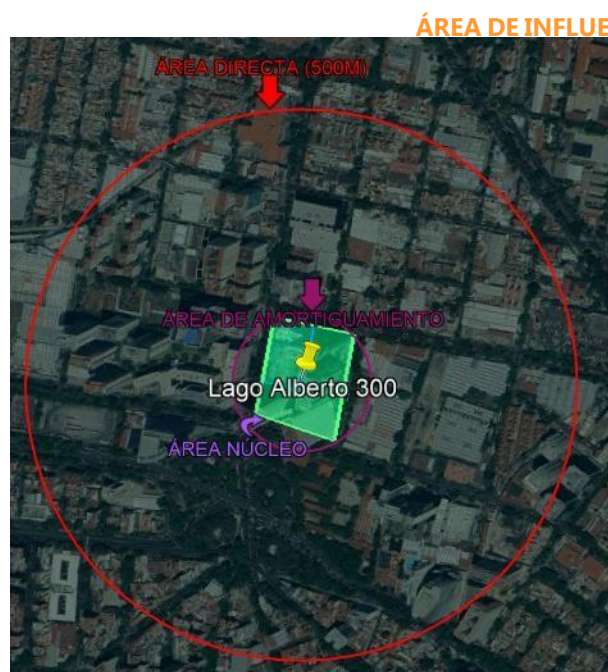 ÁREA DE INFLUE
ÁREA DIRECTA (500M)
ÁREA DE AMORTIGUAMIENTO
Lago Alberto 300
ÁREA NÚCLEO